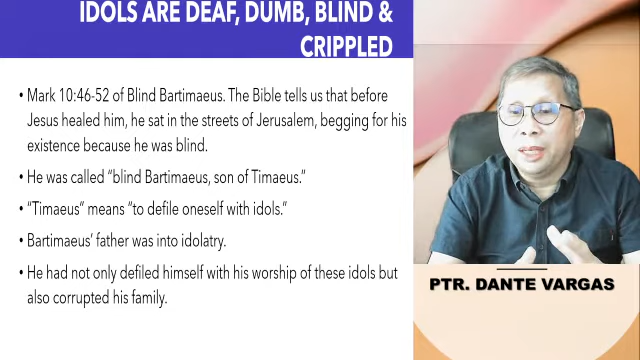 IDOLS ARE DEAF, DUMB, BLIND &
CRIPPLED
• Mark 10:46-52 of Blind Bartimaeus. The Bible tells us that before
Jesus healed him, he sat in the streets of Jerusalem, begging for his
existence because he was blind.
• He was called “blind Bartimaeus, son of Timaeus.”
• “Timaeus” means “to defile oneself with idols.”
• Bartimaeus’ father was into idolatry.
• He had not only defiled himself with his worship of these idols but
also corrupted his family.
PTR. DANTE VARGAS